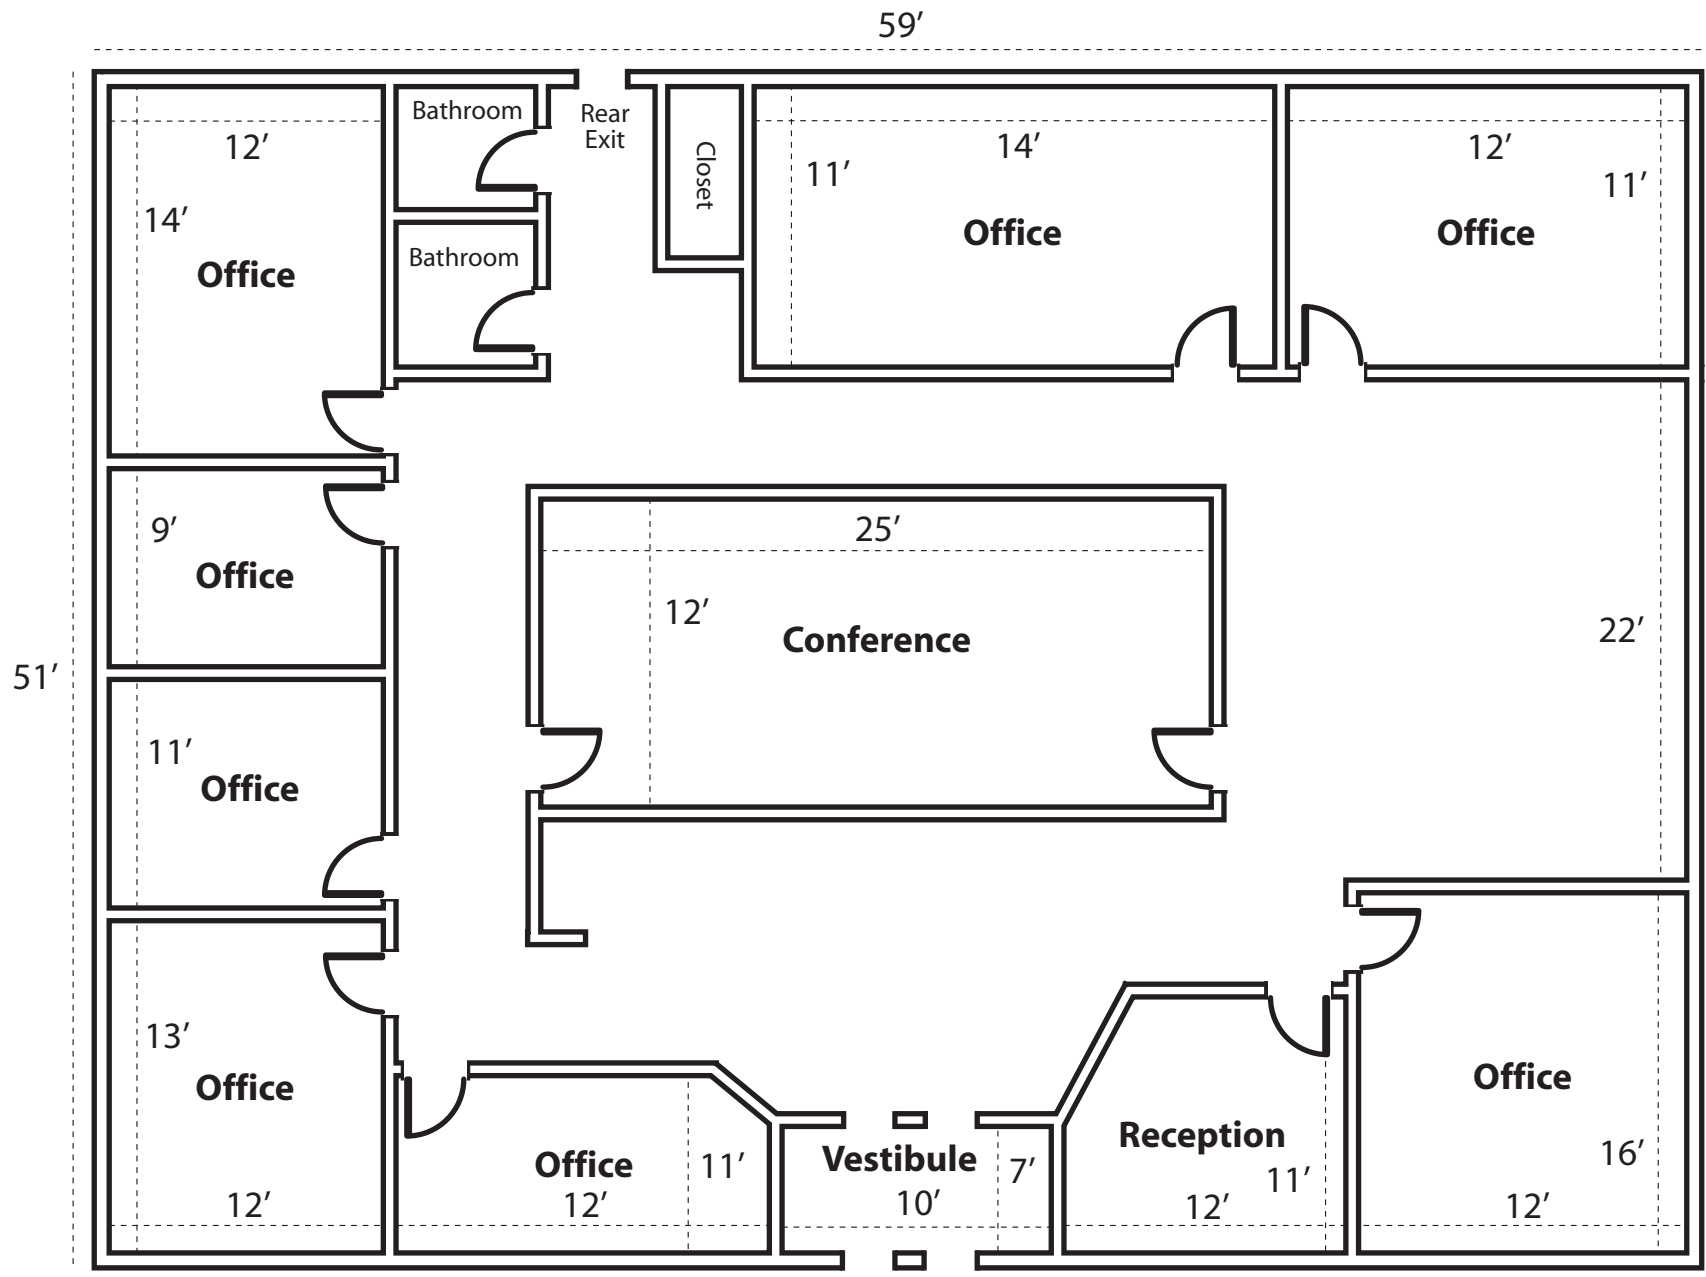 59’
Bathroom
Rear
Exit
Closet
12’
14’
Office
Bathroom
11’
14’
Office
12’
11’
Office
9’
Office
25’
12’
Conference
22’
51’
11’
Office
13’
Office
12’
Office
11’
12’
Vestibule
7’
10’
Reception
11’
12’
Office
16’
12’